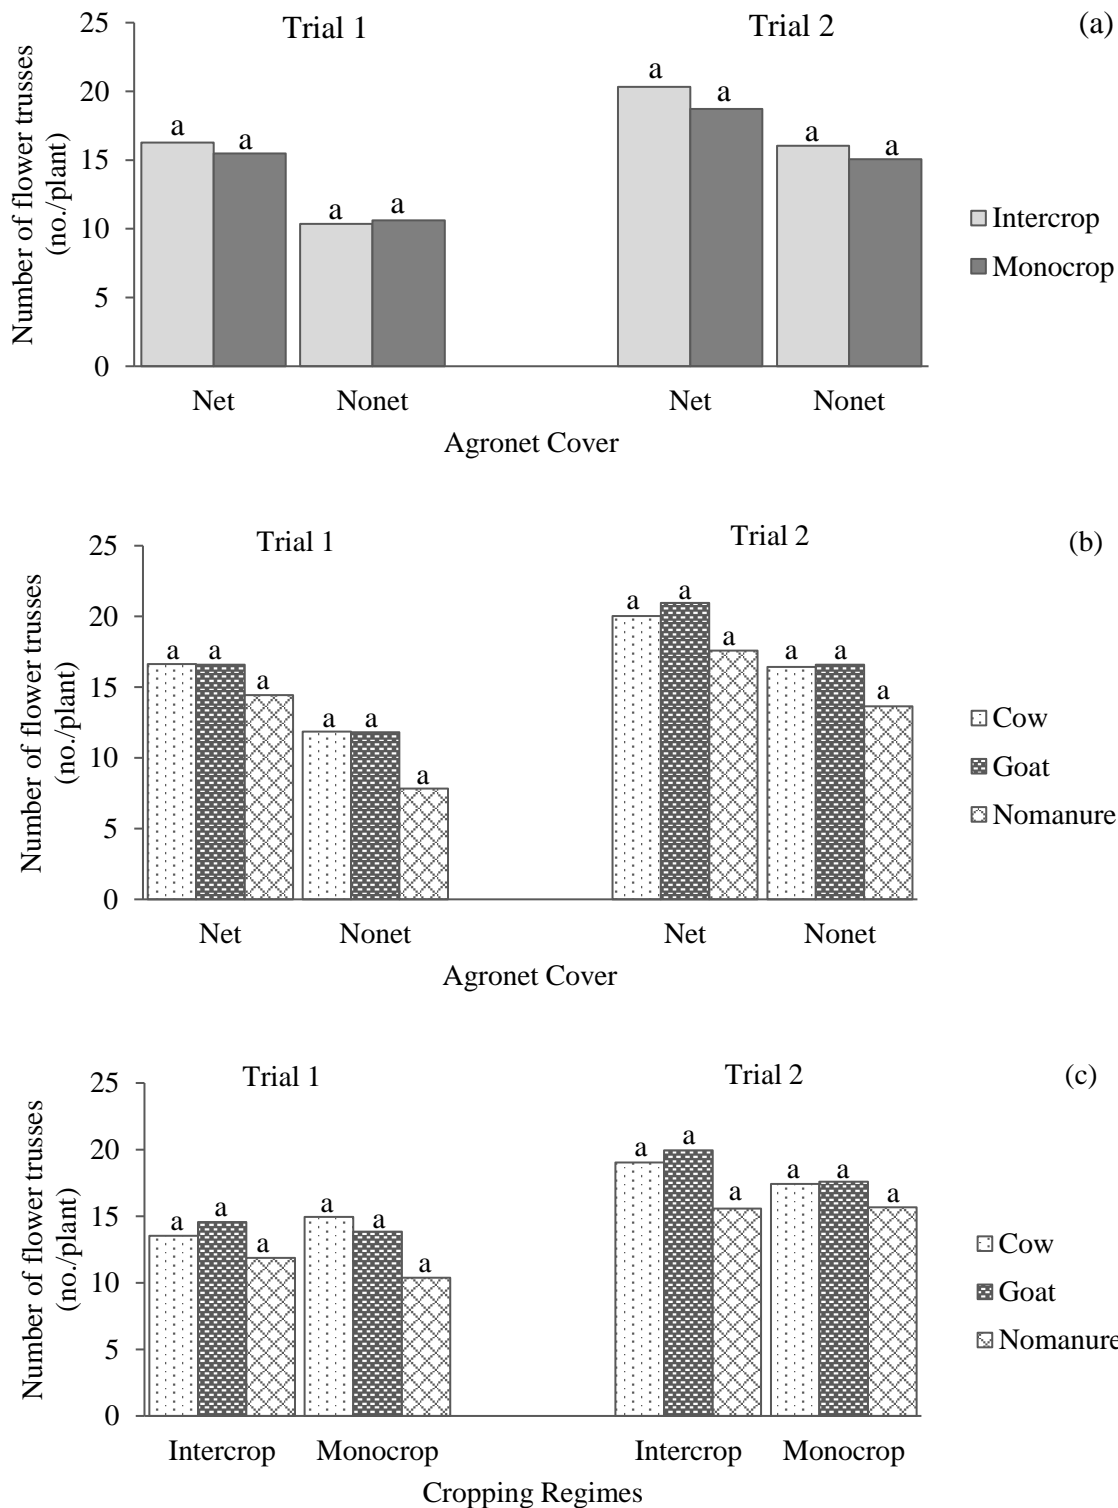 Trial 1
Trial 2
(a)
Number of flower trusses
(no./plant)
25
20
15
10
5
0
a
a
a
a
a
a
a
a
Net
Nonet
Net
Nonet
Agronet Cover
Intercrop
Monocrop
Trial 1
Trial 2
(b)
Number of flower trusses
(no./plant)
25
20
15
10
5
0
a
a
a
a
a
a
a
a
a
a
a
a
Net
Nonet
Net
Nonet
Agronet Cover
Cow
Goat
Nomanure
Trial 1
Trial 2
(c)
Number of flower trusses
(no./plant)
25
20
15
10
5
0
a
a
a
a
a
a
a
a
a
a
a
a
Intercrop
Monocrop
Intercrop
Monocrop
Cropping Regimes
Cow
Goat
Nomanure